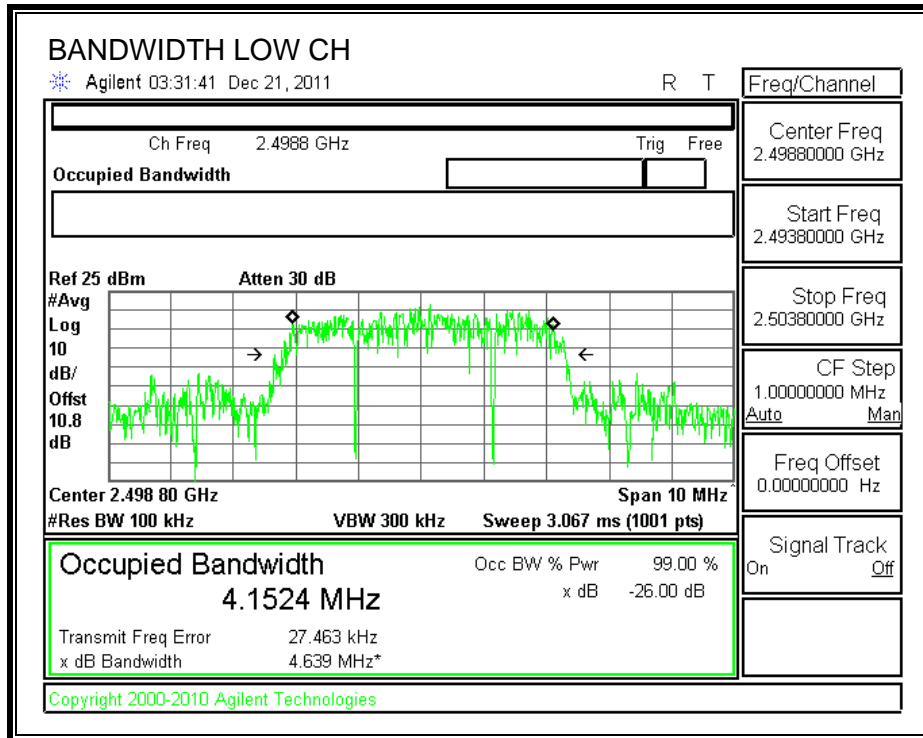 BANDWIDTH LOW CH
Agilent 03:31:41 Dec 21, 2011 R T
Freq/Channel
Ch Freq 2.4988 GHz Trig Free
Occupied Bandwidth
Center Freq
2.49880000 GHz
Start Freq
2.49380000 GHz
Stop Freq
2.50380000 GHz
CF Step
1.00000000 MHz
Auto Man
Freq Offset
0.00000000 Hz
Signal Track
On Off
Ref 25 dBm Atten 30 dB
#Avg
Log
10
dB/
Offst
10.8
dB
Center 2.498 80 GHz Span 10 MHz^
#Res BW 100 kHz VBW 300 kHz Sweep 3.067 ms (1001 pts)
Occupied Bandwidth Occ BW % Pwr 99.00 %
4.1524 MHz x dB -26.00 dB
Transmit Freq Error 27.463 kHz
x dB Bandwidth 4.639 MHz*
Copyright 2000-2010 Agilent Technologies